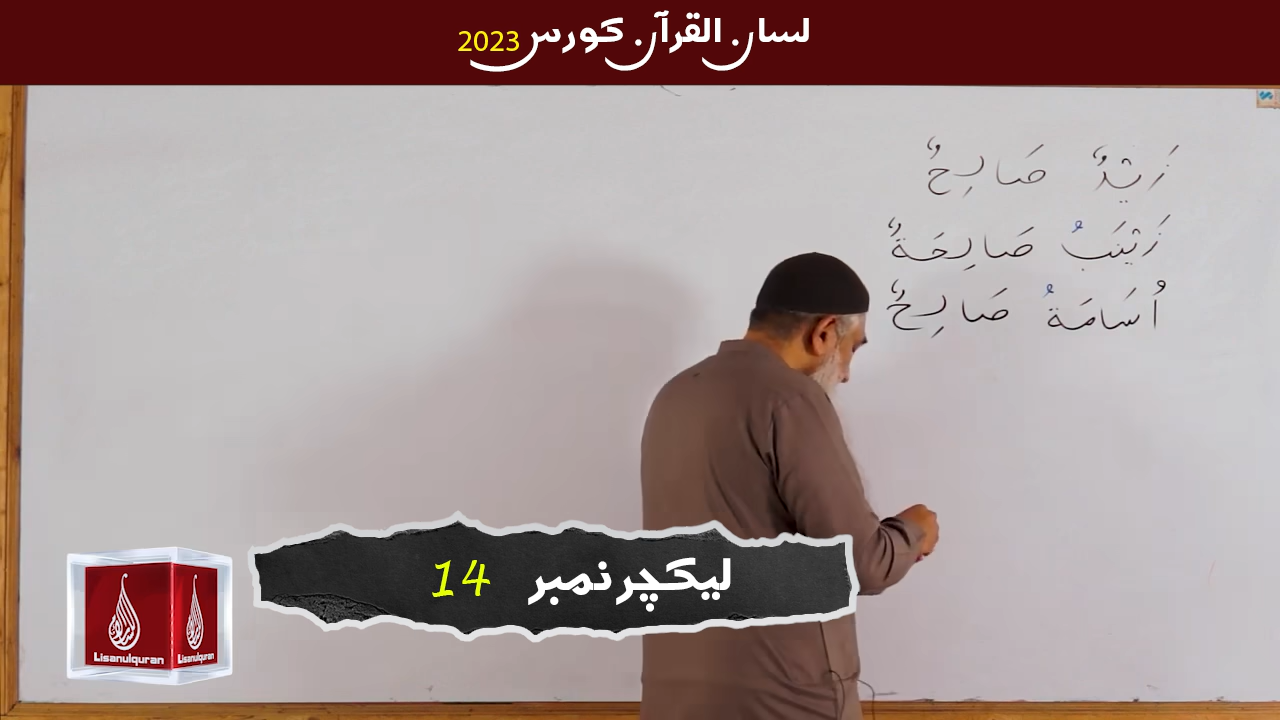 لسان القرآن کورس 2023
زَيْدٌ صَالِحٌ
زَيْنَبُ صَالِحَةٌ
أُسَامَةُ صَالِحٌ
لیکچر نمبر 14
Lisanulquran
Lisanulquran